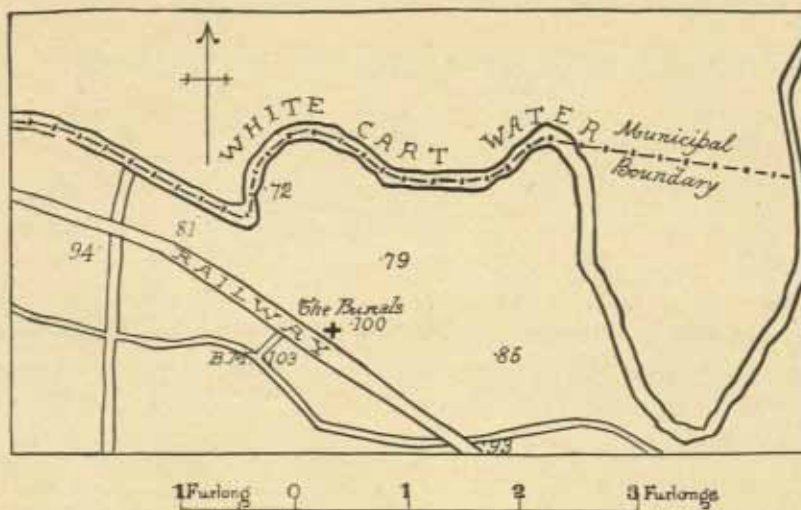 WHITE CART WATER
Municipal
Boundary
72
81
94
79
RAILWAY
The Burials
100
B.M. 103
85
93
1 Furlong 0 1 2 3 Furlongs